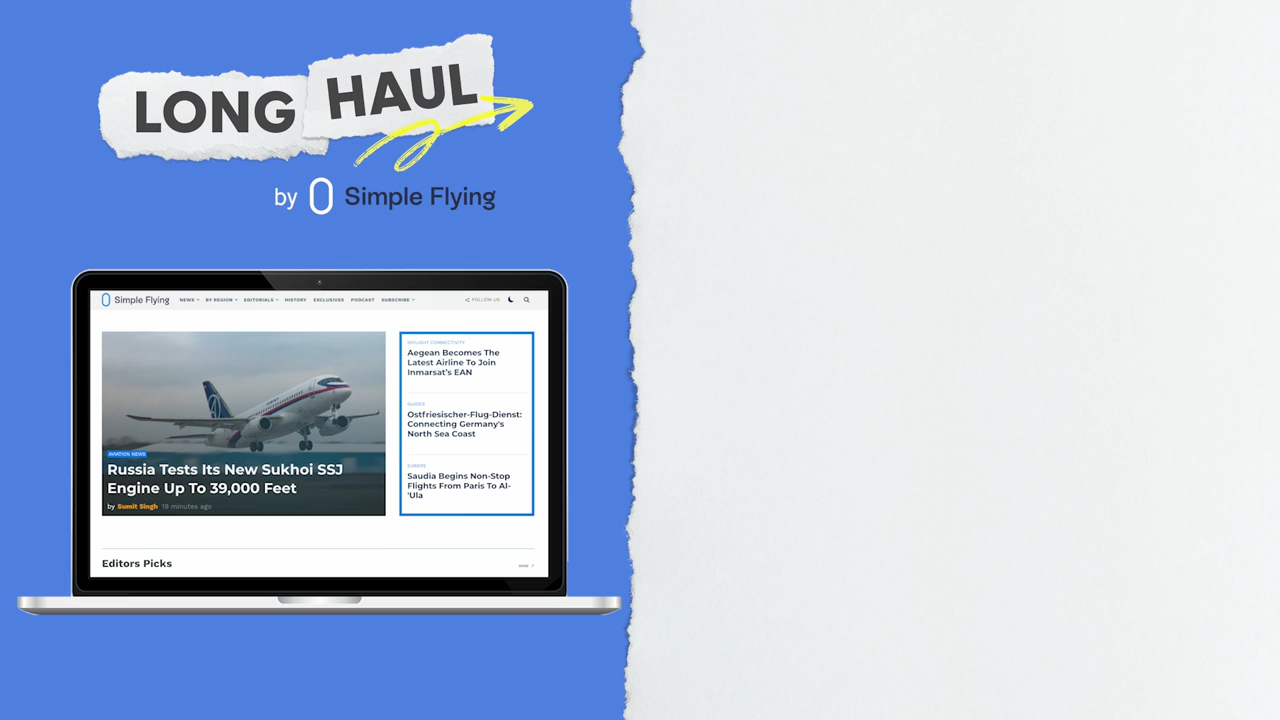 LONG HAUL
by Simple Flying
Simple Flying NEWS BY REGION EDITORIALS HISTORY EXCLUSIVES PODCAST SUBSCRIBE FOLLOW US
AVIATION NEWS
Russia Tests Its New Sukhoi SSJ
Engine Up To 39,000 Feet
by Sumit Singh 19 minutes ago
INFLIGHT CONNECTIVITY
Aegean Becomes The
Latest Airline To Join
Inmarsat's EAN
GUIDES
Ostfriesischer-Flug-Dienst:
Connecting Germany's
North Sea Coast
EUROPE
Saudia Begins Non-Stop
Flights From Paris To Al-
'Ula
Editors Picks